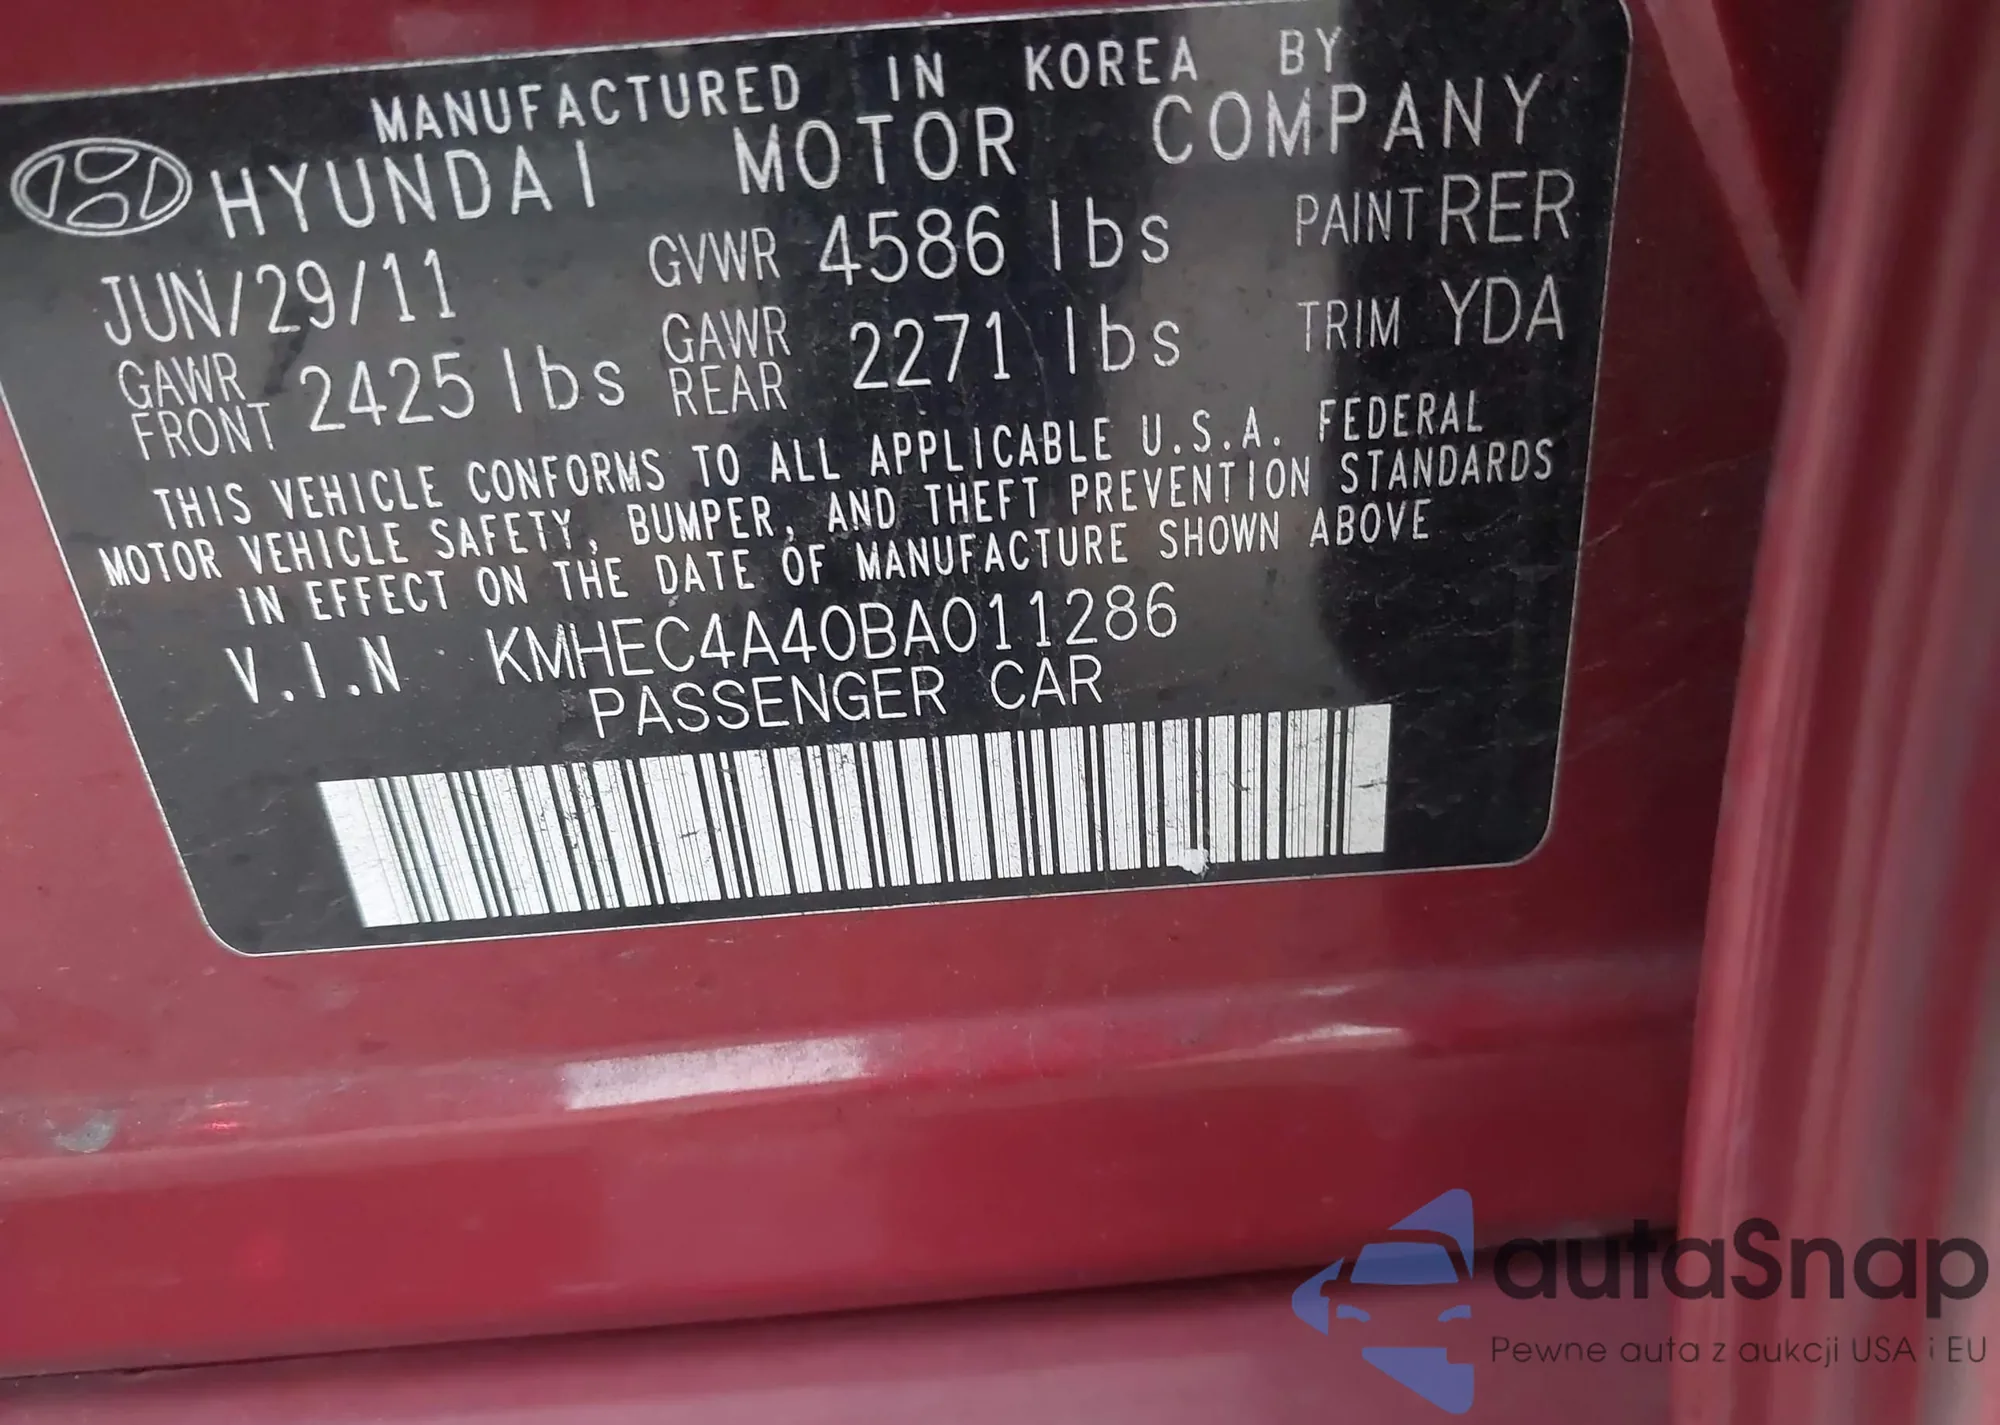 MANUFACTURED IN KOREA BY
HYUNDAI MOTOR COMPANY
JUN/29/11 GVWR 4586 lbs PAINT RER
GAWR FRONT 2425 lbs GAWR REAR 2271 lbs TRIM YDA
THIS VEHICLE CONFORMS TO ALL APPLICABLE U.S.A. FEDERAL
MOTOR VEHICLE SAFETY, BUMPER, AND THEFT PREVENTION STANDARDS
IN EFFECT ON THE DATE OF MANUFACTURE SHOWN ABOVE
V.I.N KMHEC4A40BA011286
PASSENGER CAR
autaSnap
Pewne auta z aukcji USA i EU